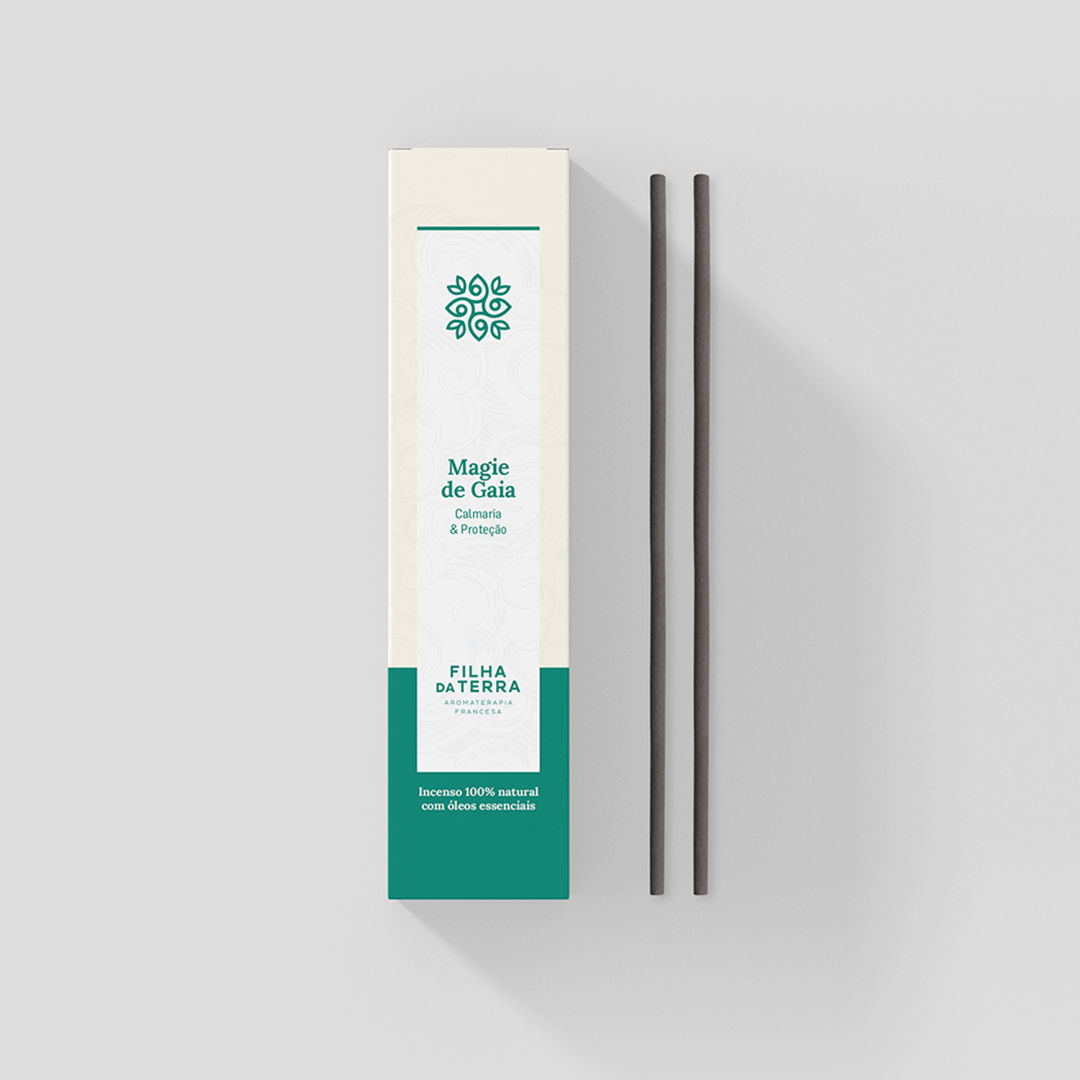 Magie
de Gaia
Calmaria
& Proteção
FILHA
DA TERRA
AROMATERAPIA
FRANCESA
Incenso 100% natural
com óleos essenciais